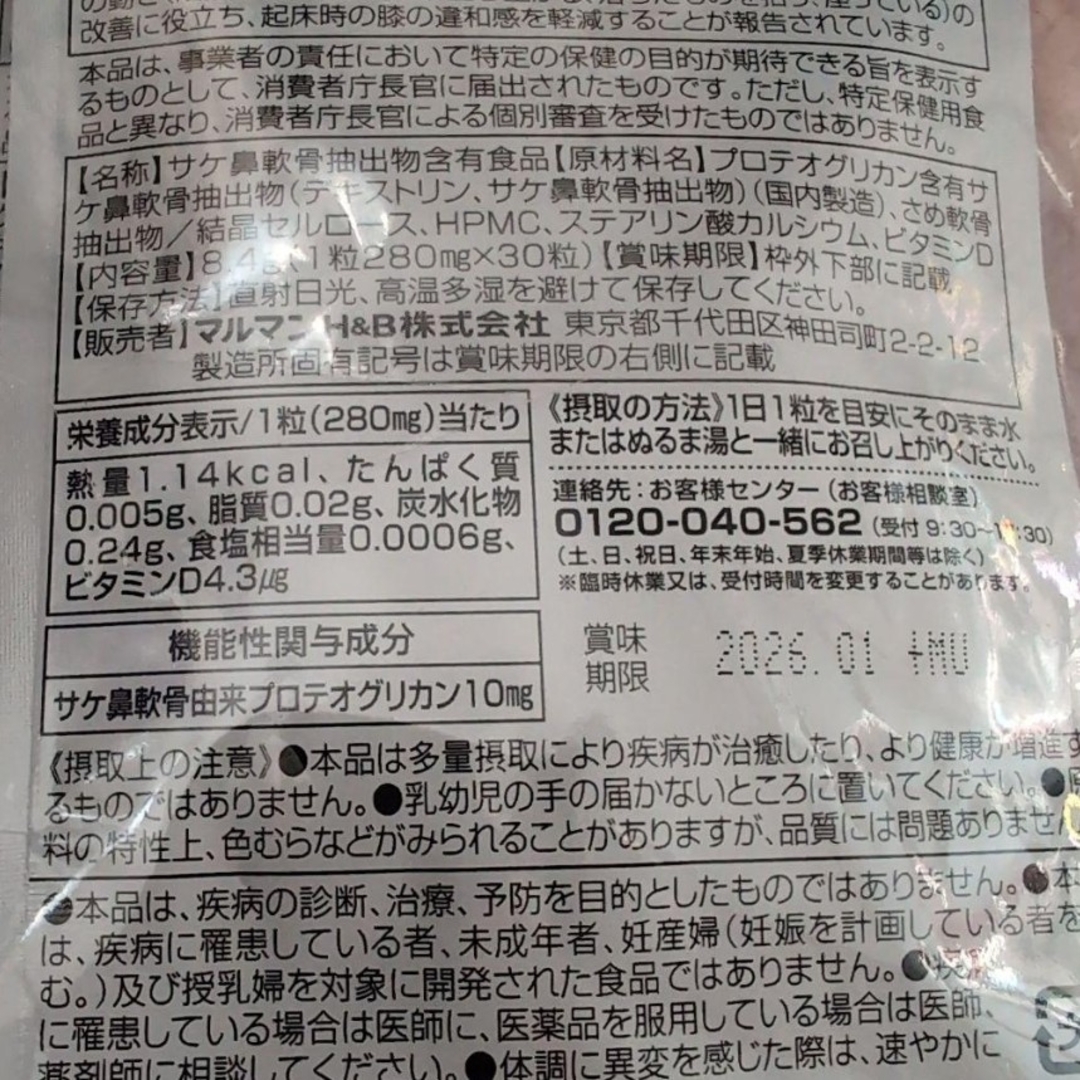 改善に役立ち、起床時の膝の違和感を軽減することが報告されています。
本品は、事業者の責任において特定の保健の目的が期待できる旨を表示す
るものとして、消費者庁長官に届出されたものです。ただし、特定保健用食
品と異なり、消費者庁長官による個別審査を受けたものではありません。
【名称】サケ鼻軟骨抽出物含有食品【原材料名】プロテオグリカン含有サ
ケ鼻軟骨抽出物(デキストリン、サケ鼻軟骨抽出物)(国内製造)、さめ軟骨
抽出物/結晶セルロース、HPMC、ステアリン酸カルシウム、ビタミンD
【内容量】8.4g(1粒280mg×30粒)【賞味期限】枠外下部に記載
【保存方法】直射日光、高温多湿を避けて保存してください。
【販売者】マルマンH&B株式会社 東京都千代田区神田司町2-2-12
製造所固有記号は賞味期限の右側に記載
栄養成分表示/1粒(280mg)当たり
熱量1.14kcal、たんぱく質
0.005g、脂質0.02g、炭水化物
0.24g、食塩相当量0.0006g、
ビタミンD4.3μg
機能性関与成分
サケ鼻軟骨由来プロテオグリカン10mg
《摂取の方法》1日1粒を目安にそのまま水
またはぬるま湯と一緒にお召し上がりください。
連絡先:お客様センター(お客様相談室)
0120-040-562 (受付 9:30~1 :30)
(土、日、祝日、年末年始、夏季休業期間等は除く)
※臨時休業又は、受付時間を変更することがあります。
賞味
期限
2026.01 +MU
《摂取上の注意》●本品は多量摂取により疾病が治癒したり、より健康が増進す
るものではありません。●乳幼児の手の届かないところに置いてください。●原
料の特性上、色むらなどがみられることがありますが、品質には問題ありません
●本品は、疾病の診断、治療、予防を目的としたものではありません。●本
は、疾病に罹患している者、未成年者、妊産婦(妊娠を計画している者を
む。)及び授乳婦を対象に開発された食品ではありません。●疾病
に罹患している場合は医師に、医薬品を服用している場合は医師、
薬剤師に相談してください。●体調に異変を感じた際は、速やかに